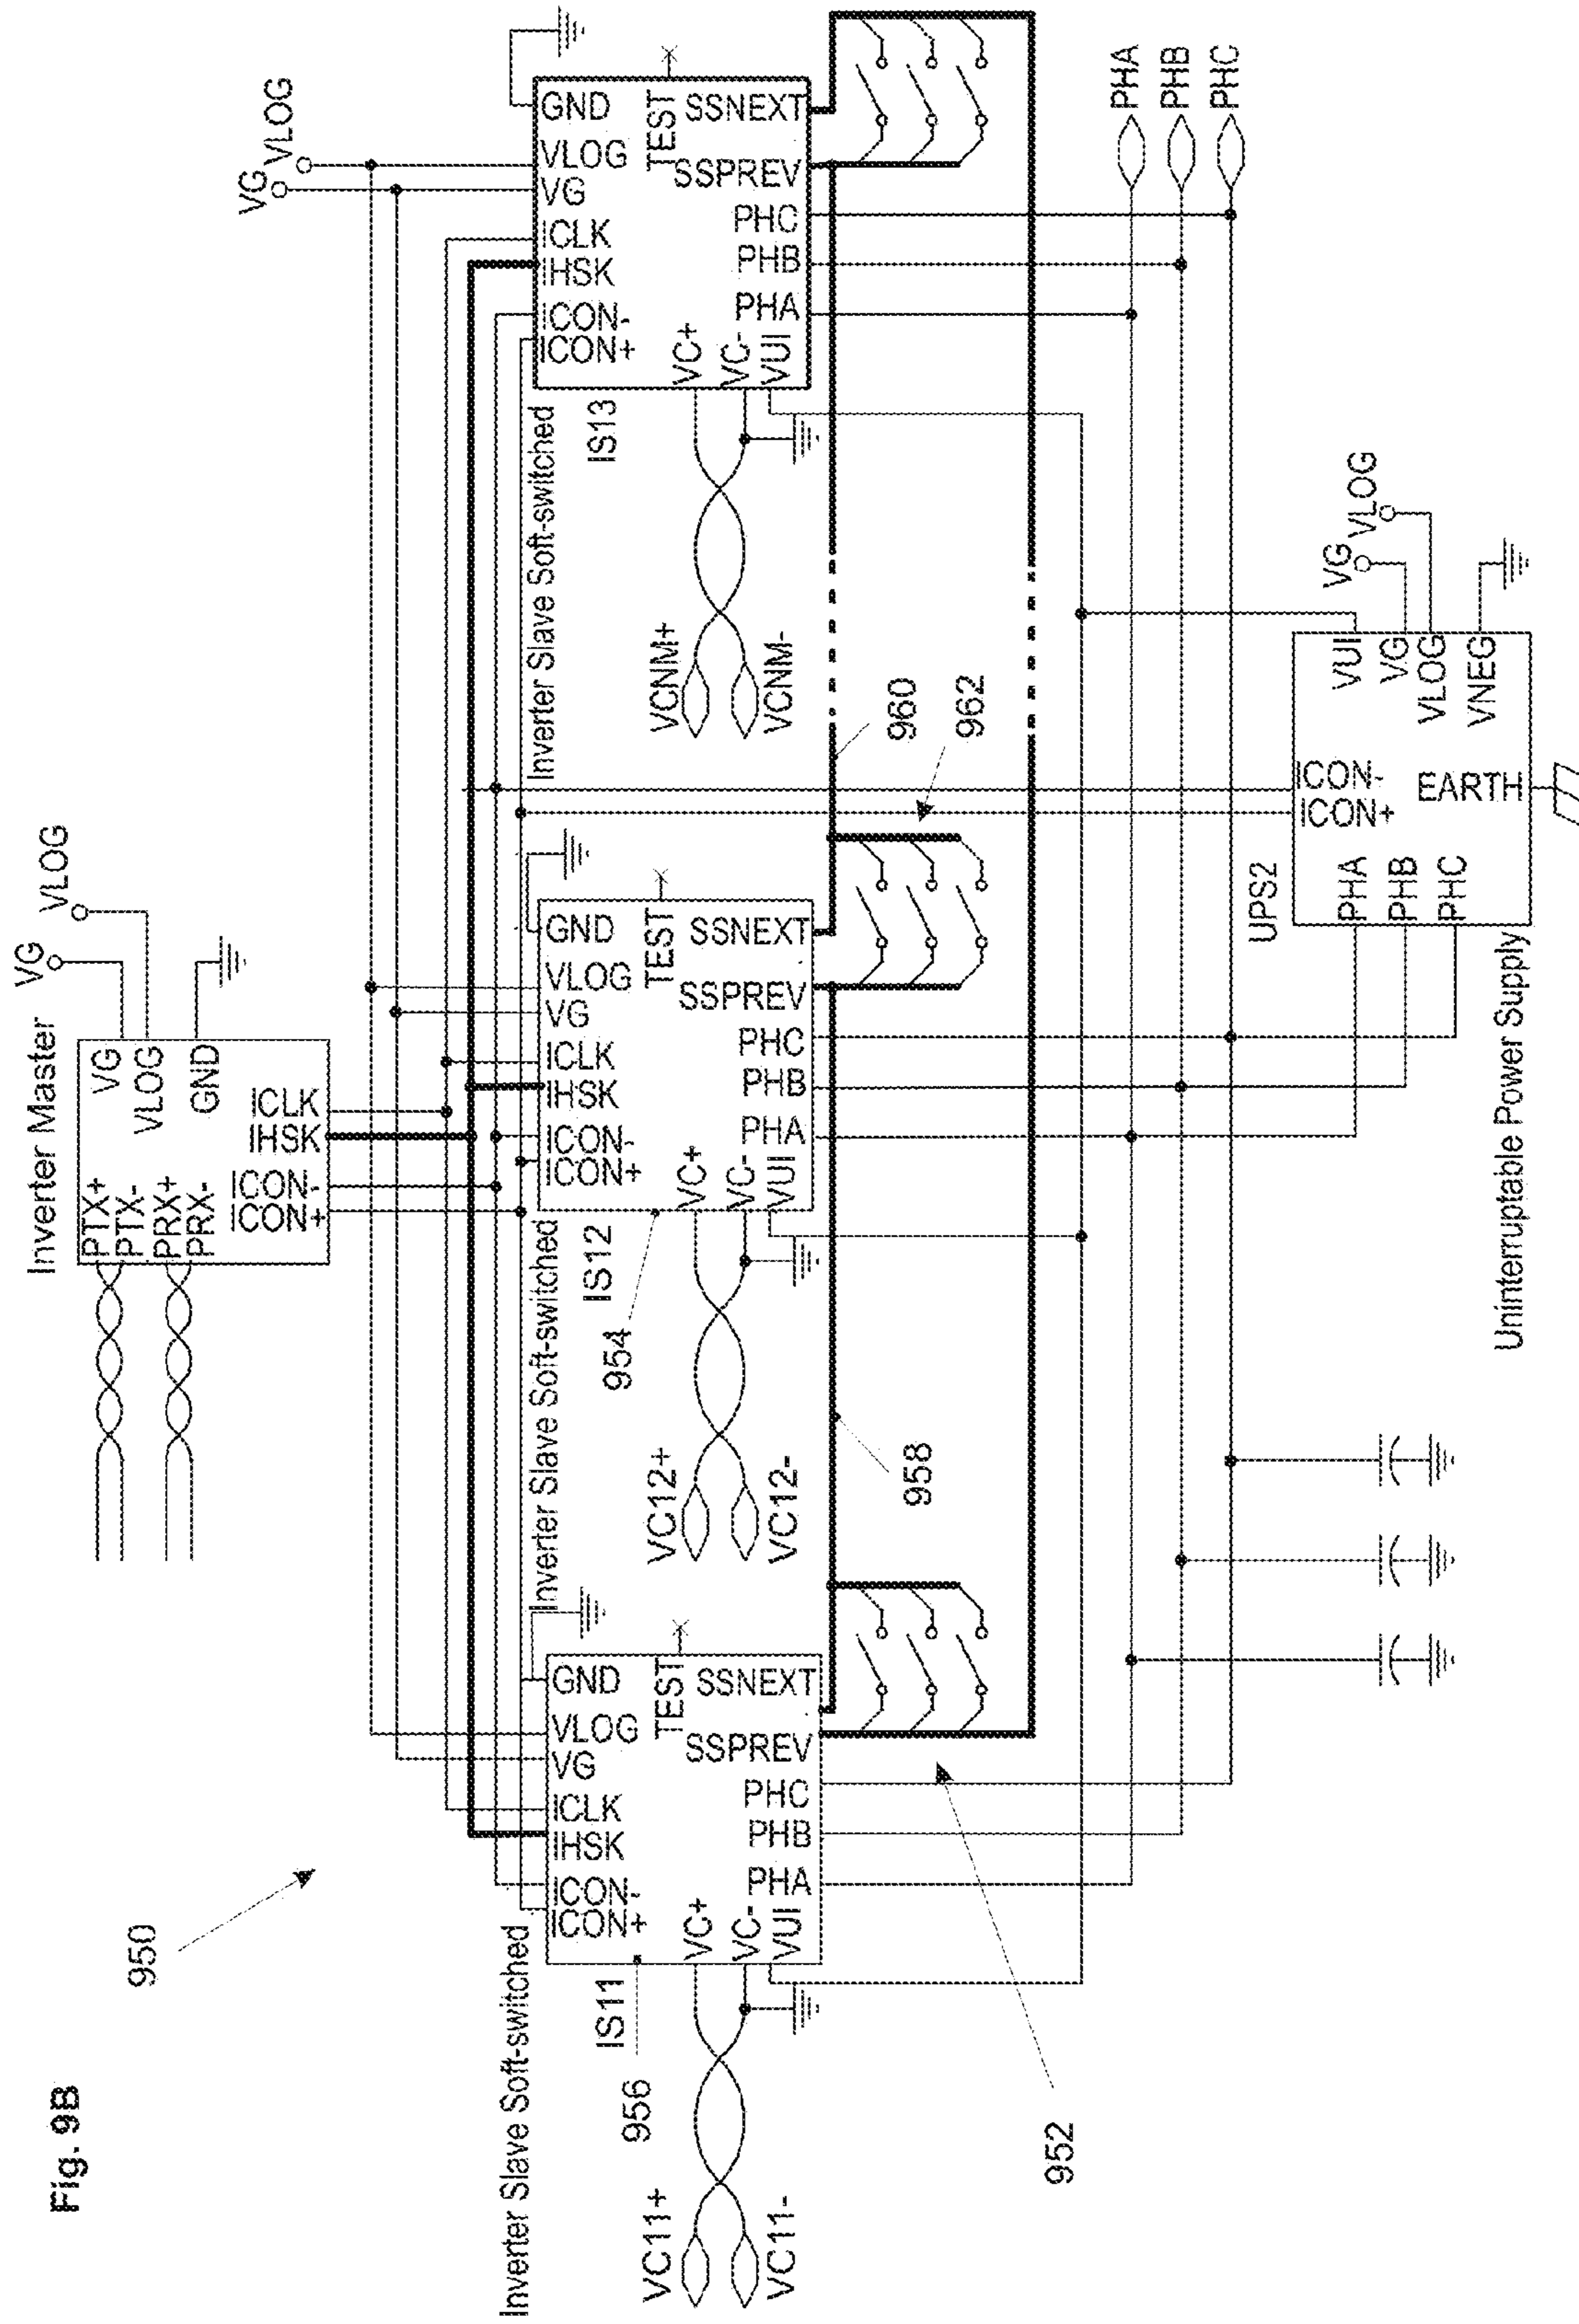 Fig. 9B
950
Inverter Master
PTX+
PTX-
PRX+
PRX-
VG
VLOG
GND
ICLK
IHSK
ICON-
ICON+
VG
VLOG
VG
VLOG
Inverter Slave Soft-switched
IS11
956
ICON+
ICON-
IHSK
ICLK
VG
VLOG
GND
TEST
VC+
VC-
VUI
PHA
PHB
PHC
SSPREV
SSNEXT
VC11+
VC11-
952
Inverter Slave Soft-switched
IS12
954
ICON+
ICON-
IHSK
ICLK
VG
VLOG
GND
TEST
VC+
VC-
VUI
PHA
PHB
PHC
SSPREV
SSNEXT
VC12+
VC12-
958
960
962
Inverter Slave Soft-switched
IS13
ICON+
ICON-
IHSK
ICLK
VG
VLOG
GND
TEST
VC+
VC-
VUI
PHA
PHB
PHC
SSPREV
SSNEXT
VCNM+
VCNM-
PHA
PHB
PHC
UPS2
PHA
PHB
PHC
ICON-
ICON+
EARTH
VUI
VG
VLOG
VNEG
VG
VLOG
Uninterruptable Power Supply